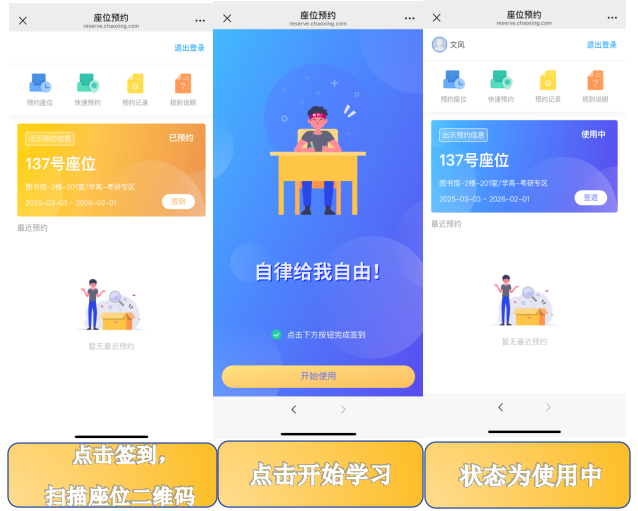 座位预约
reserve.chaoxing.com
退出登录
预约座位
快速预约
预约记录
规则说明
出示预约信息
已预约
137号座位
图书馆-2楼-201室/学高-考研专区
2025-03-03 ~ 2026-02-01
签到
最近预约
暂无最近预约
点击签到，
扫描座位二维码
座位预约
reserve.chaoxing.com
自律给我自由！
点击下方按钮完成签到
开始使用
点击开始学习
座位预约
reserve.chaoxing.com
文风
退出登录
预约座位
快速预约
预约记录
规则说明
出示预约信息
使用中
137号座位
图书馆-2楼-201室/学高-考研专区
2025-03-03 ~ 2026-02-01
签退
最近预约
暂无最近预约
状态为使用中